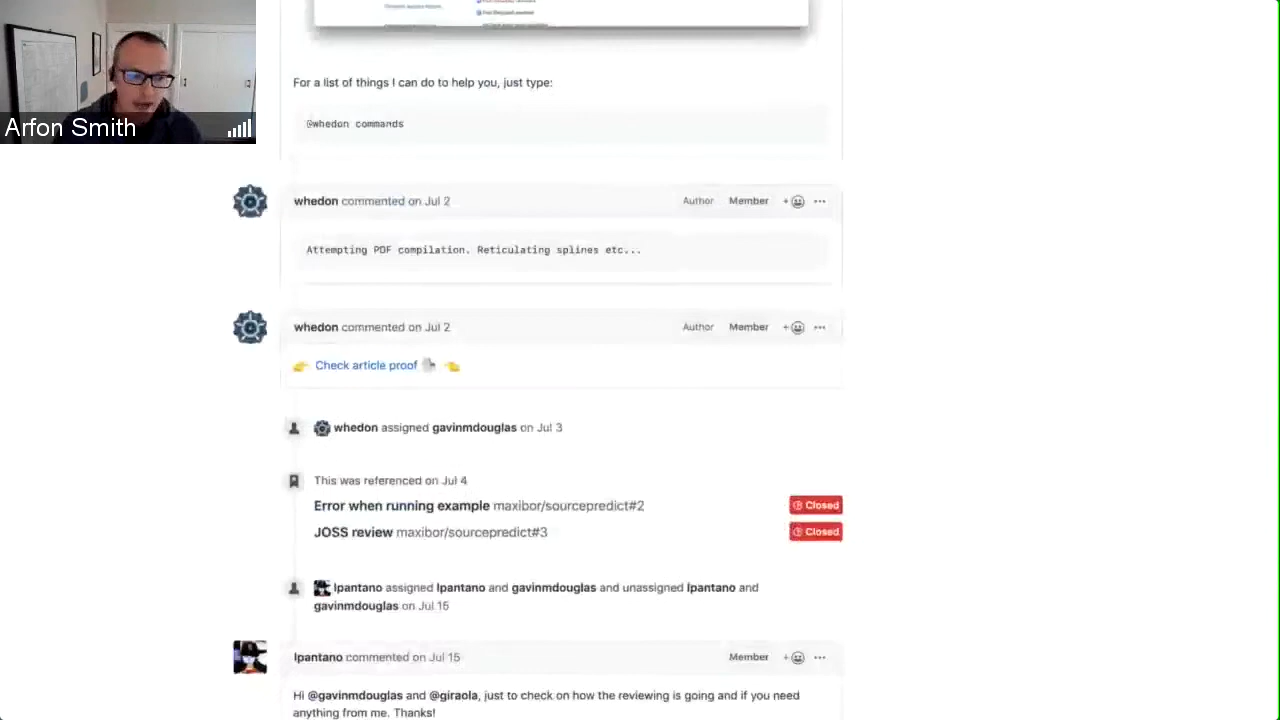 For a list of things I can do to help you, just type:
@whedon commands
Arfon Smith
whedon commented on Jul 2
Author Member
Attempting PDF compilation. Reticulating splines etc...
whedon commented on Jul 2
Author Member
Check article proof
whedon assigned gavinmdouglas on Jul 3
This was referenced on Jul 4
Error when running example maxibor/sourcepredict#2
Closed
JOSS review maxibor/sourcepredict#3
Closed
lpantano assigned lpantano and gavinmdouglas and unassigned lpantano and
gavinmdouglas on Jul 15
lpantano commented on Jul 15
Member
Hi @gavinmdouglas and @giraola, just to check on how the reviewing is going and if you need
anything from me. Thanks!